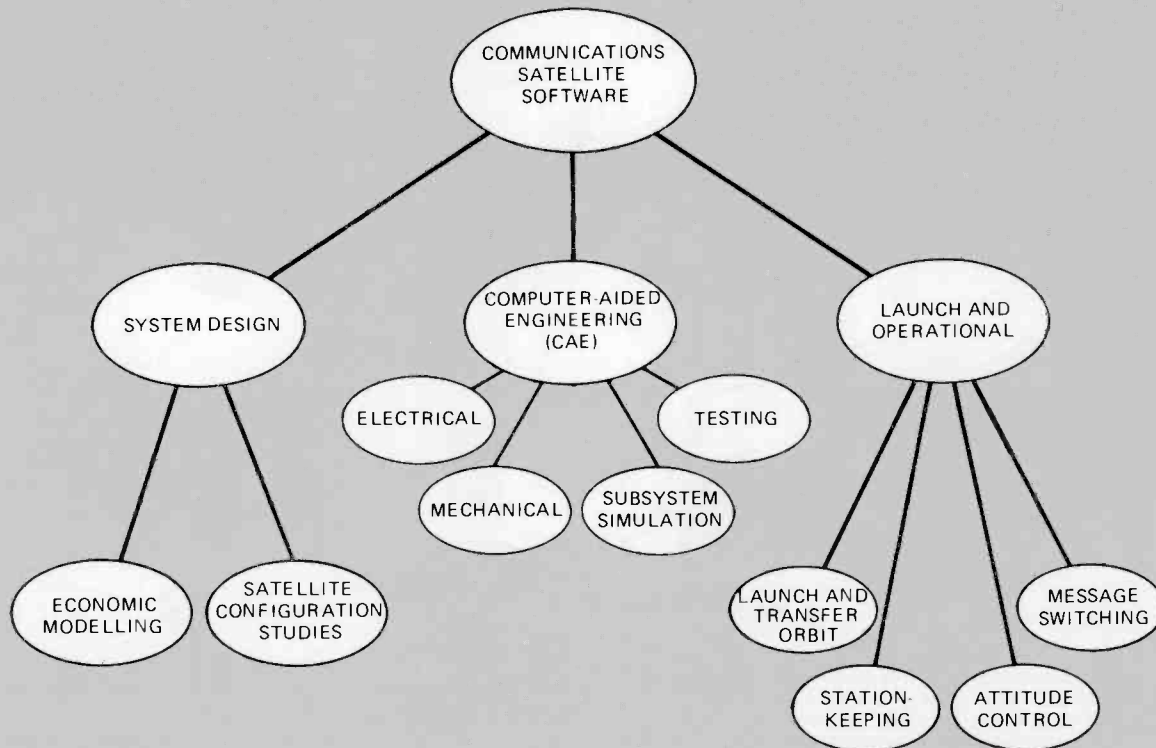 COMMUNICATIONS
SATELLITE
SOFTWARE
SYSTEM DESIGN
COMPUTER-AIDED
ENGINEERING
(CAE)
LAUNCH AND
OPERATIONAL
ELECTRICAL
TESTING
MECHANICAL
SUBSYSTEM
SIMULATION
ECONOMIC
MODELLING
SATELLITE
CONFIGURATION
STUDIES
LAUNCH AND
TRANSFER
ORBIT
MESSAGE
SWITCHING
STATION-
KEEPING
ATTITUDE
CONTROL